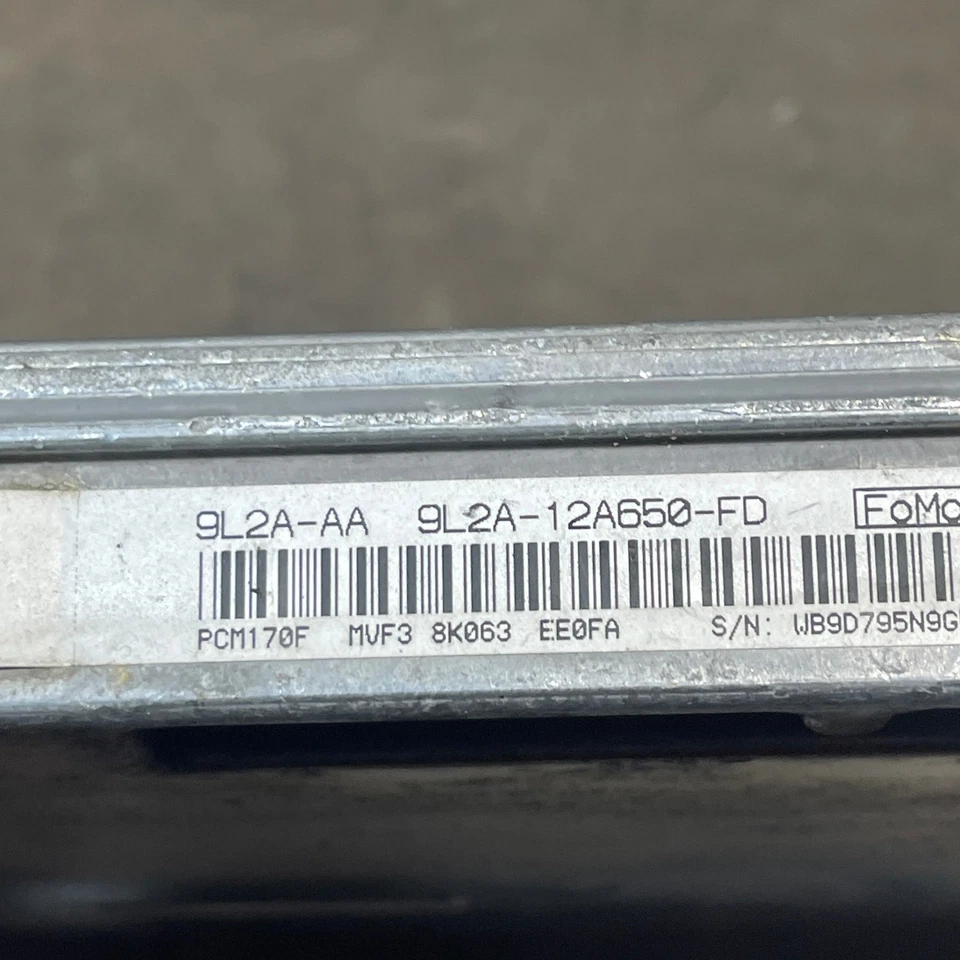 9L2A-AA 9L2A-12A650-FD FoMo
PCM170F MVF3 8K063 EE0FA S/N: WB9D795N9G